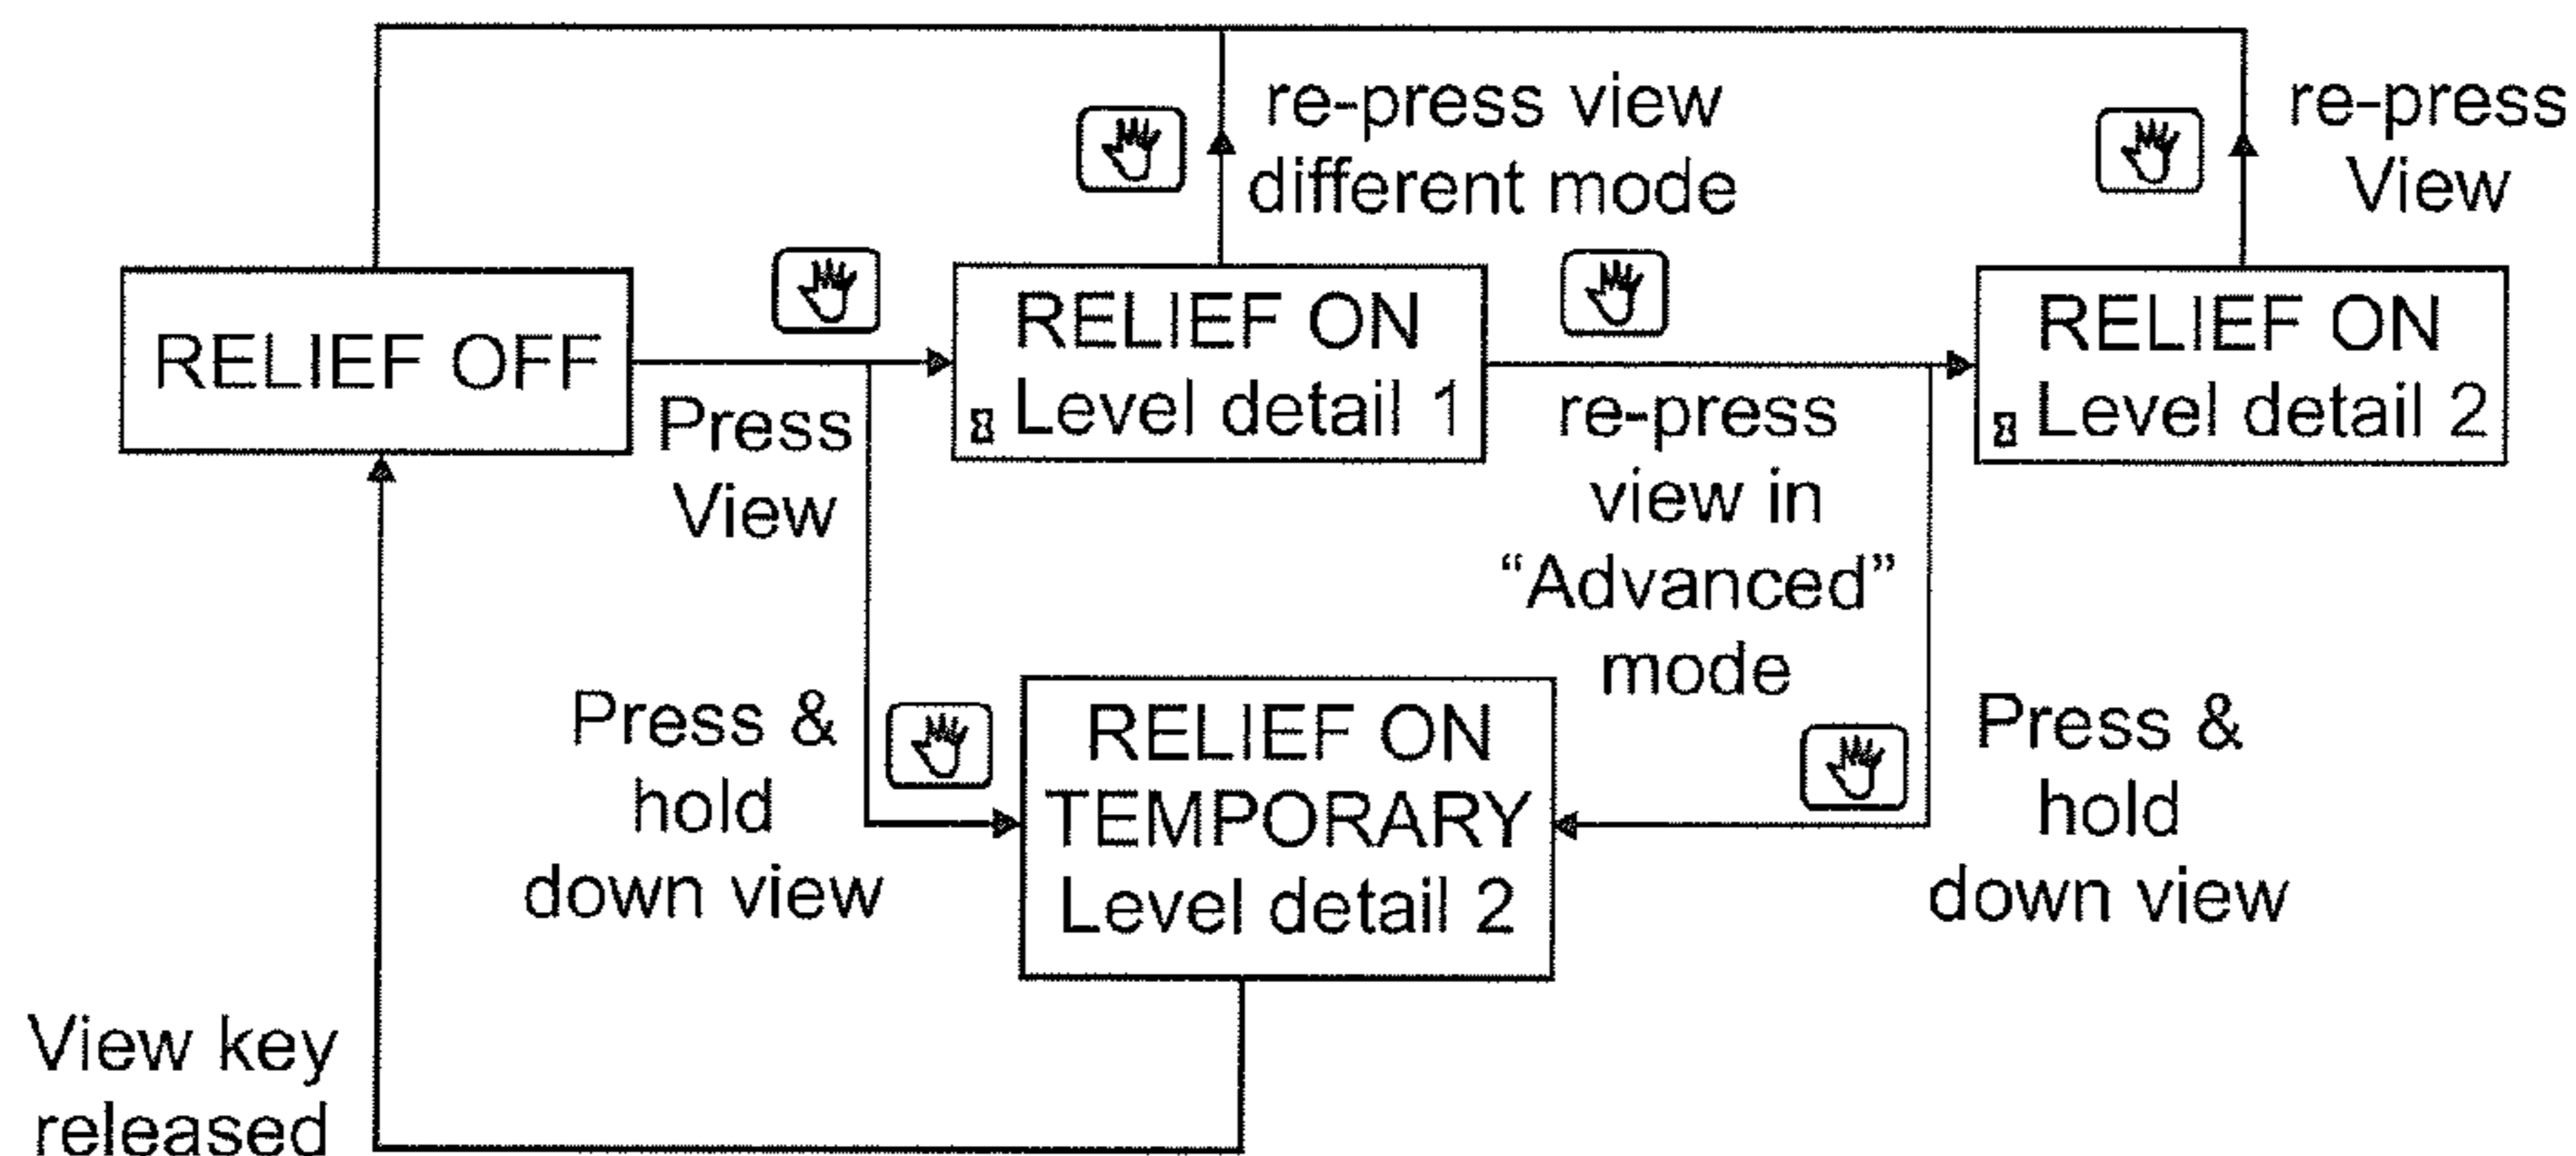 re-press view
different mode
re-press
View
RELIEF OFF
Press
View
RELIEF ON
Level detail 1
re-press
view in
“Advanced”
mode
RELIEF ON
Level detail 2
Press &
hold
down view
RELIEF ON
TEMPORARY
Level detail 2
Press &
hold
down view
View key
released